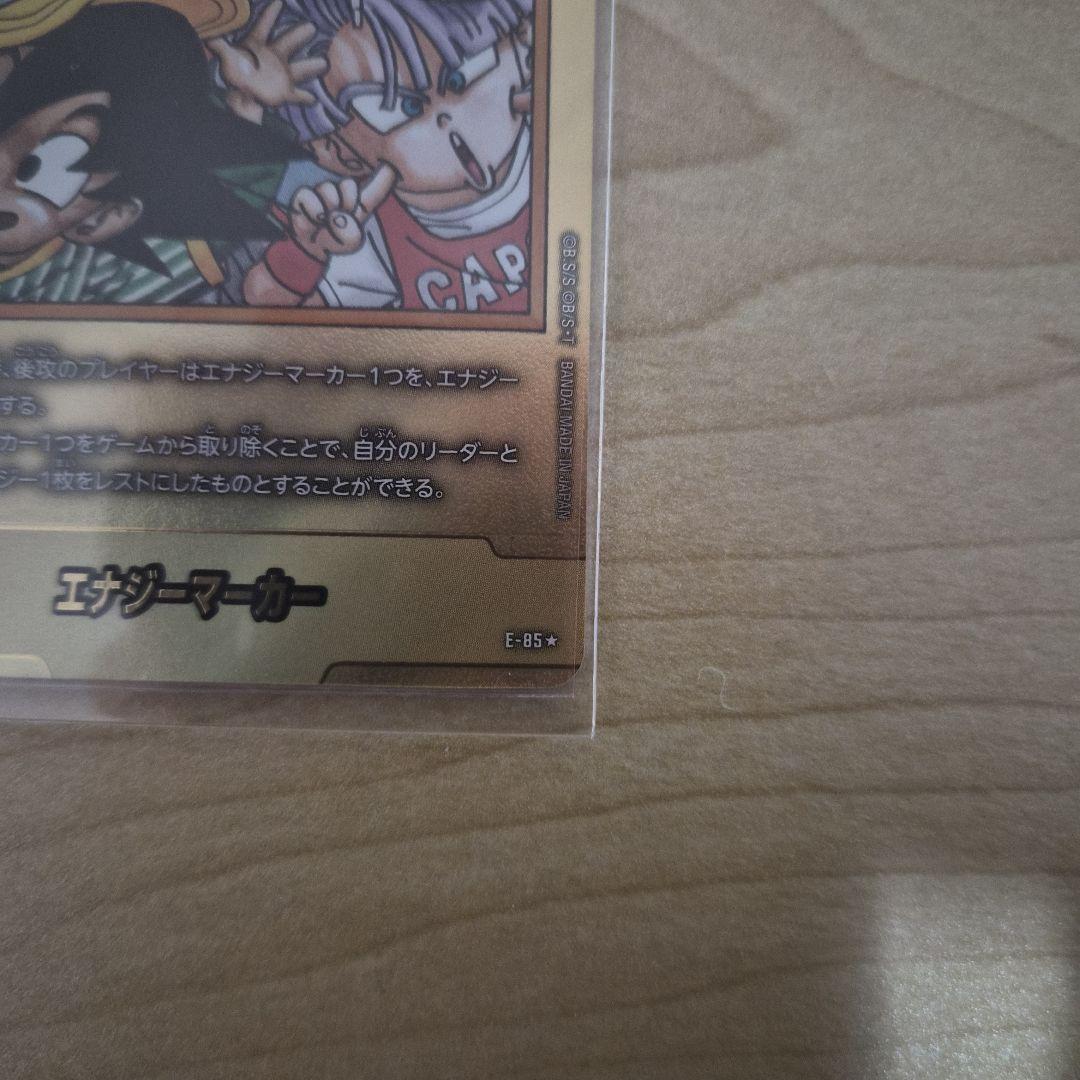 CAP
、後攻のプレイヤーはエナジーマーカー1つを、エナジー
する。
カー1つをゲームから取り除くことで、自分のリーダーと
ジー1枚をレストにしたものとすることができる。
©B.S/S ©B/S・T BANDAI MADE IN JAPAN
エナジーマーカー
E-85★